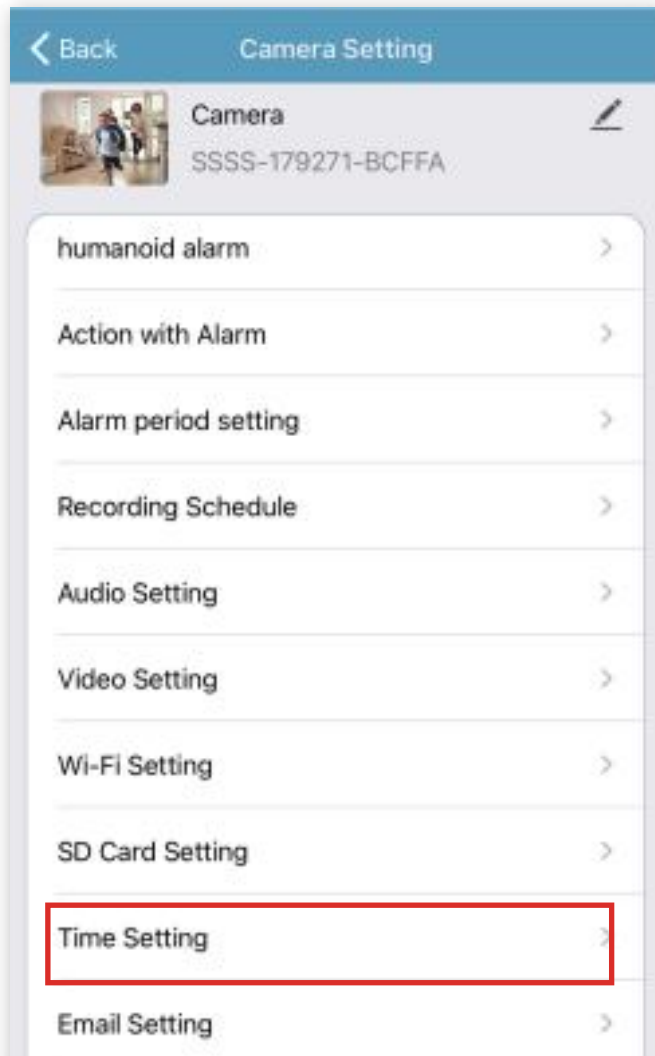 Back
Camera Setting
Camera
SSSS-179271-BCFFA
humanoid alarm
Action with Alarm
Alarm period setting
Recording Schedule
Audio Setting
Video Setting
Wi-Fi Setting
SD Card Setting
Time Setting
Email Setting